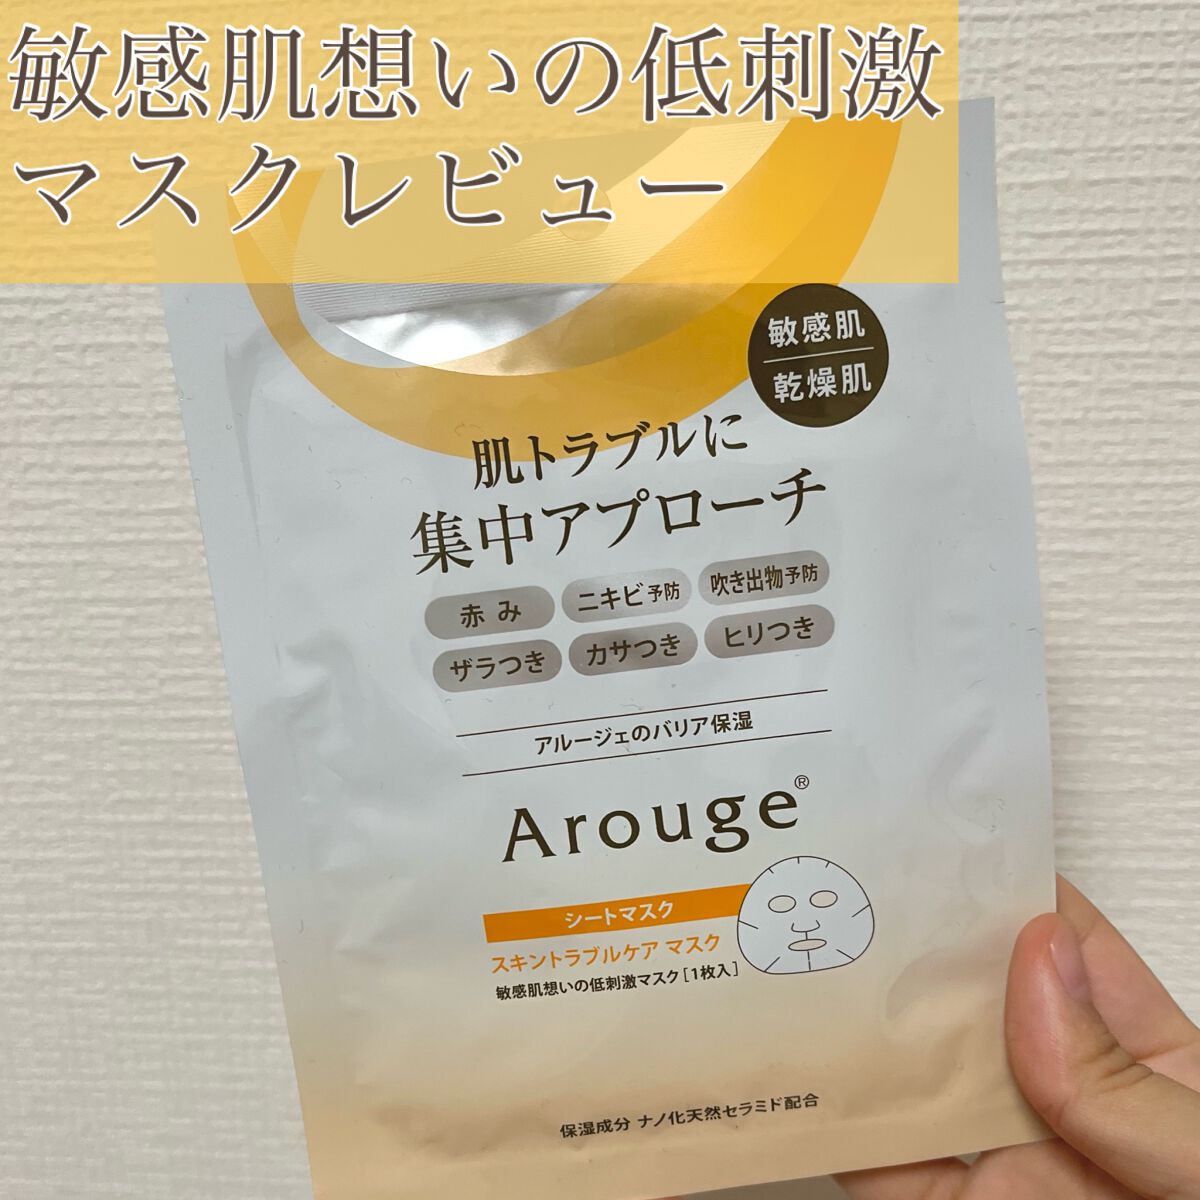 敏感肌想いの低刺激
マスクレビュー
敏感肌
乾燥肌
肌トラブルに
集中アプローチ
赤み ニキビ予防 吹き出物予防
ザラつき カサつき ヒリつき
アルージェのバリア保湿
Arouge®
シートマスク
スキントラブルケア マスク
敏感肌想いの低刺激マスク[1枚入]
保湿成分 ナノ化天然セラミド配合